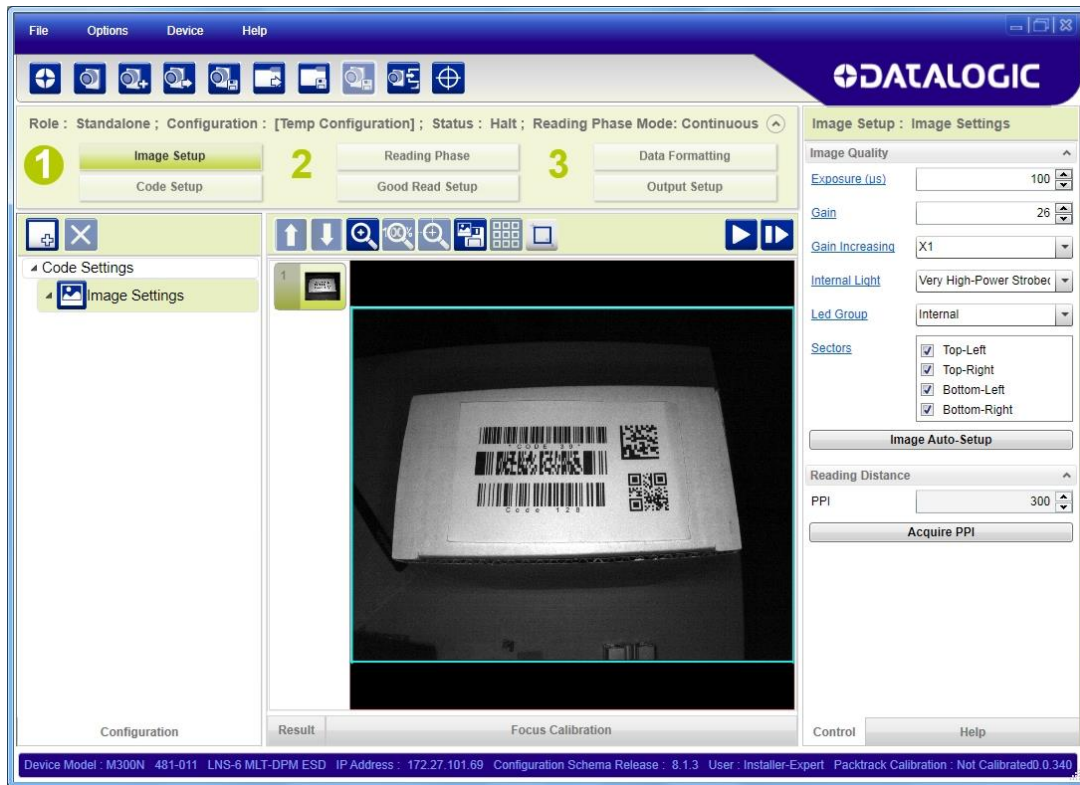 File Options Device Help
DATALOGIC
Role : Standalone ; Configuration : [Temp Configuration] ; Status : Halt ; Reading Phase Mode: Continuous
1 Image Setup 2 Reading Phase 3 Data Formatting
Code Setup Good Read Setup Output Setup
Code Settings
Image Settings
1
*CODE 39*
Code 128
Configuration
Result Focus Calibration
Image Setup : Image Settings
Image Quality
Exposure (µs) 100
Gain 26
Gain Increasing X1
Internal Light Very High-Power Strobec
Led Group Internal
Sectors Top-Left
Top-Right
Bottom-Left
Bottom-Right
Image Auto-Setup
Reading Distance
PPI 300
Acquire PPI
Control Help
Device Model : M300N 481-011 LNS-6 MLT-DPM ESD IP Address : 172.27.101.69 Configuration Schema Release : 8.1.3 User : Installer-Expert Packtrack Calibration : Not Calibrated0.0.340